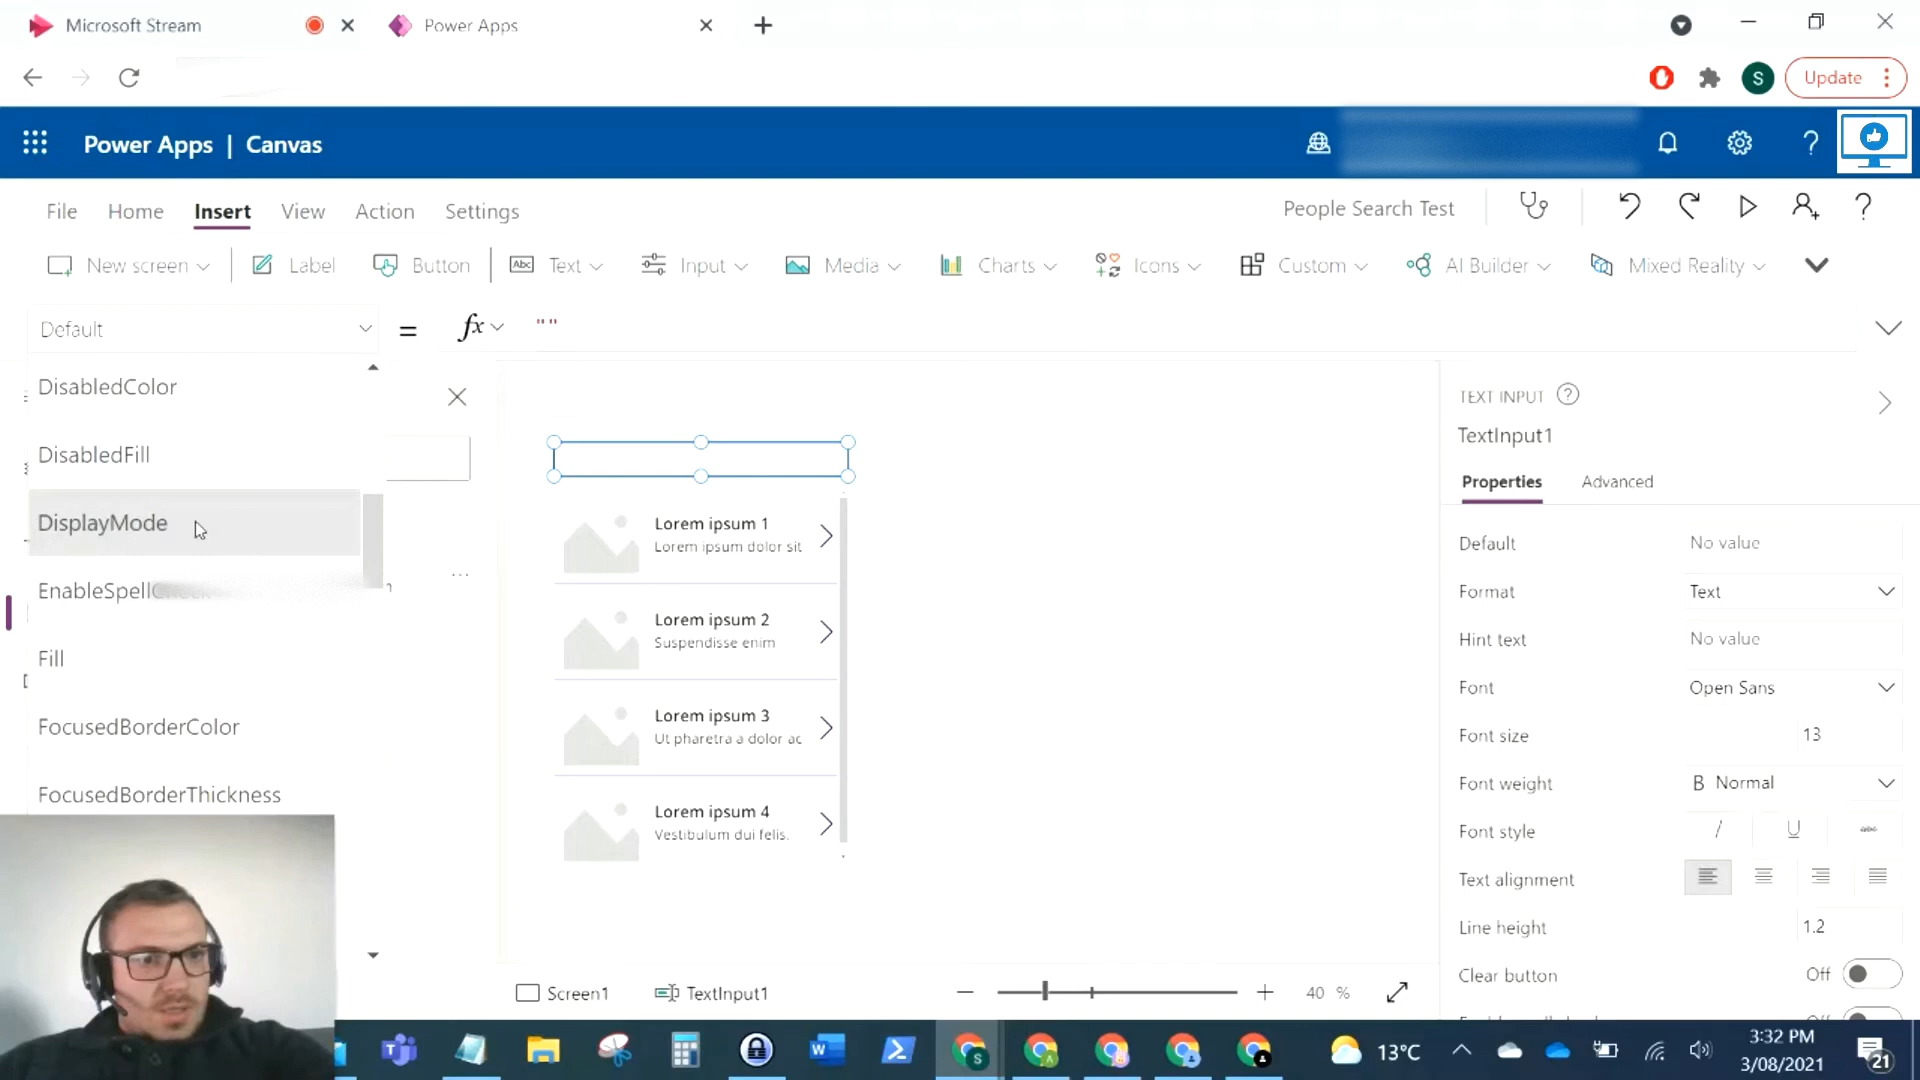 Microsoft Stream
Power Apps
S
Update
Power Apps | Canvas
?
File Home Insert View Action Settings
People Search Test
?
New screen Label Button Abc Text Input Media Charts Icons Custom AI Builder Mixed Reality
Default = fx ""
DisabledColor
DisabledFill
DisplayMode
EnableSpell
Fill
FocusedBorderColor
FocusedBorderThickness
...
Lorem ipsum 1
Lorem ipsum dolor sit
Lorem ipsum 2
Suspendisse enim
Lorem ipsum 3
Ut pharetra a dolor ac
Lorem ipsum 4
Vestibulum dui felis.
TEXT INPUT ?
TextInput1
Properties Advanced
Default No value
Format Text
Hint text No value
Font Open Sans
Font size 13
Font weight B Normal
Font style / U abc
Text alignment
Line height 1.2
Clear button Off
Screen1 TextInput1
40 %
W
S
A
13°C
3:32 PM
3/08/2021
21